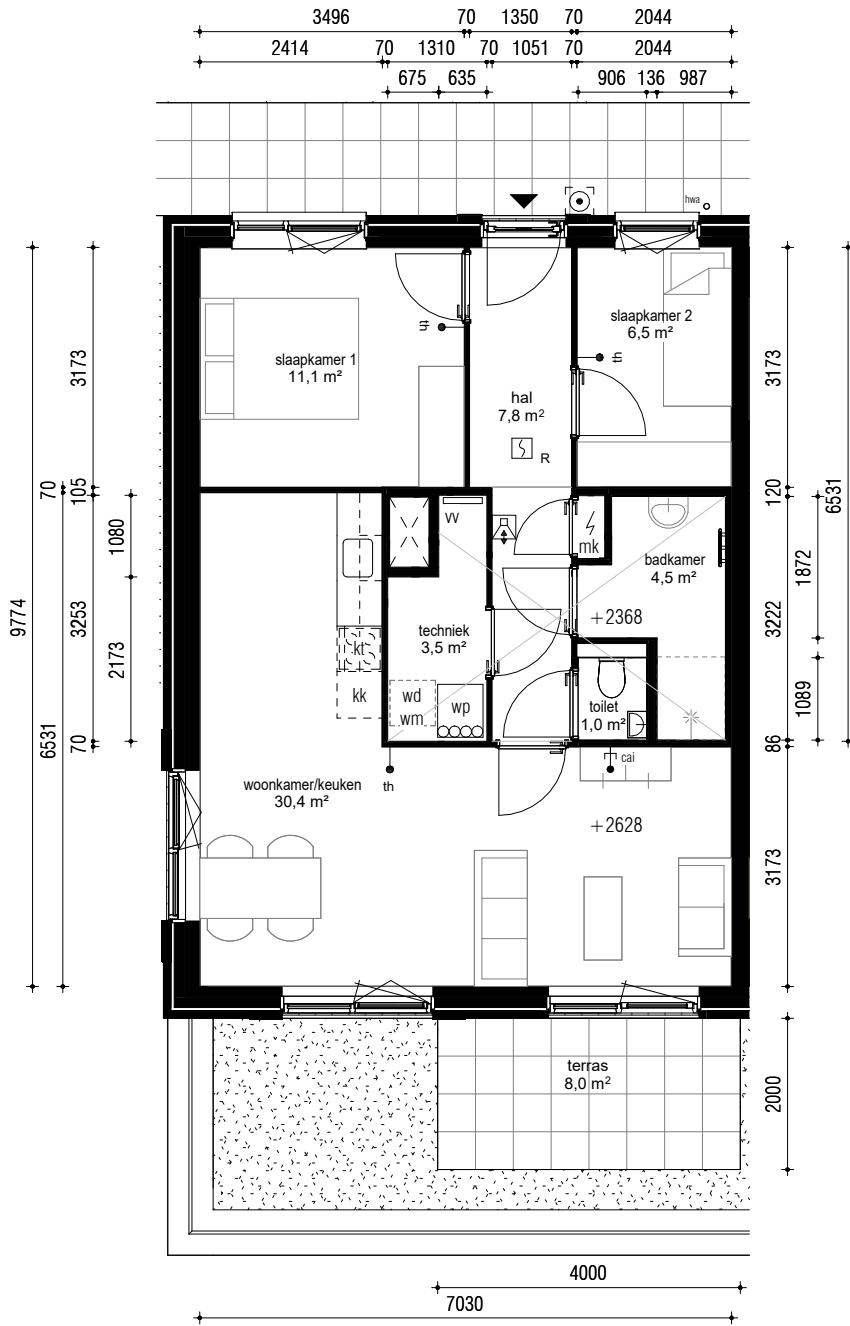 3496 70 1350 70 2044
2414 70 1310 70 1051 70 2044
675 635 906 136 987
hwa
slaapkamer 1
11,1 m²
th
slaapkamer 2
6,5 m²
th
hal
7,8 m²
R
3173
3173
70
105
120
6531
1080
vv
mk
badkamer
4,5 m²
1872
9774
3253
2173
techniek
3,5 m²
+2368
3222
kt
kk
wd
wm
wp
toilet
1,0 m²
1089
6531
70
86
th
cai
woonkamer/keuken
30,4 m²
+2628
3173
terras
8,0 m²
2000
4000
7030